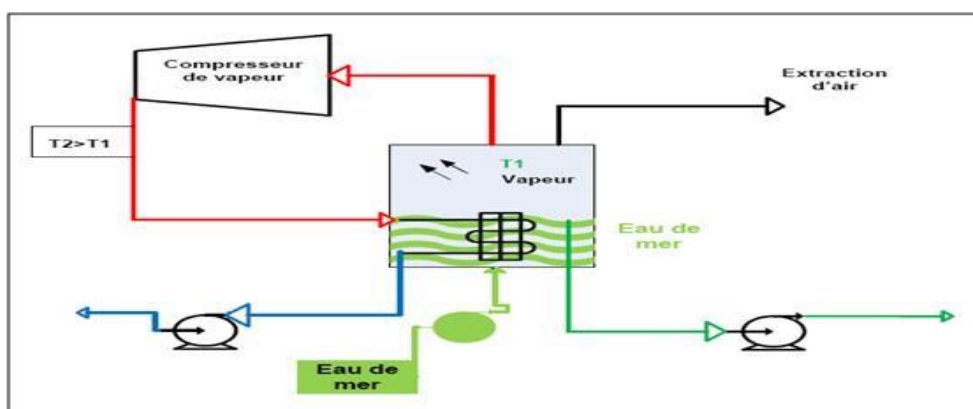 Compresseur
de vapeur
Extraction
d'air
T2>T1
T1
Vapeur
Eau de
mer
Eau de
mer